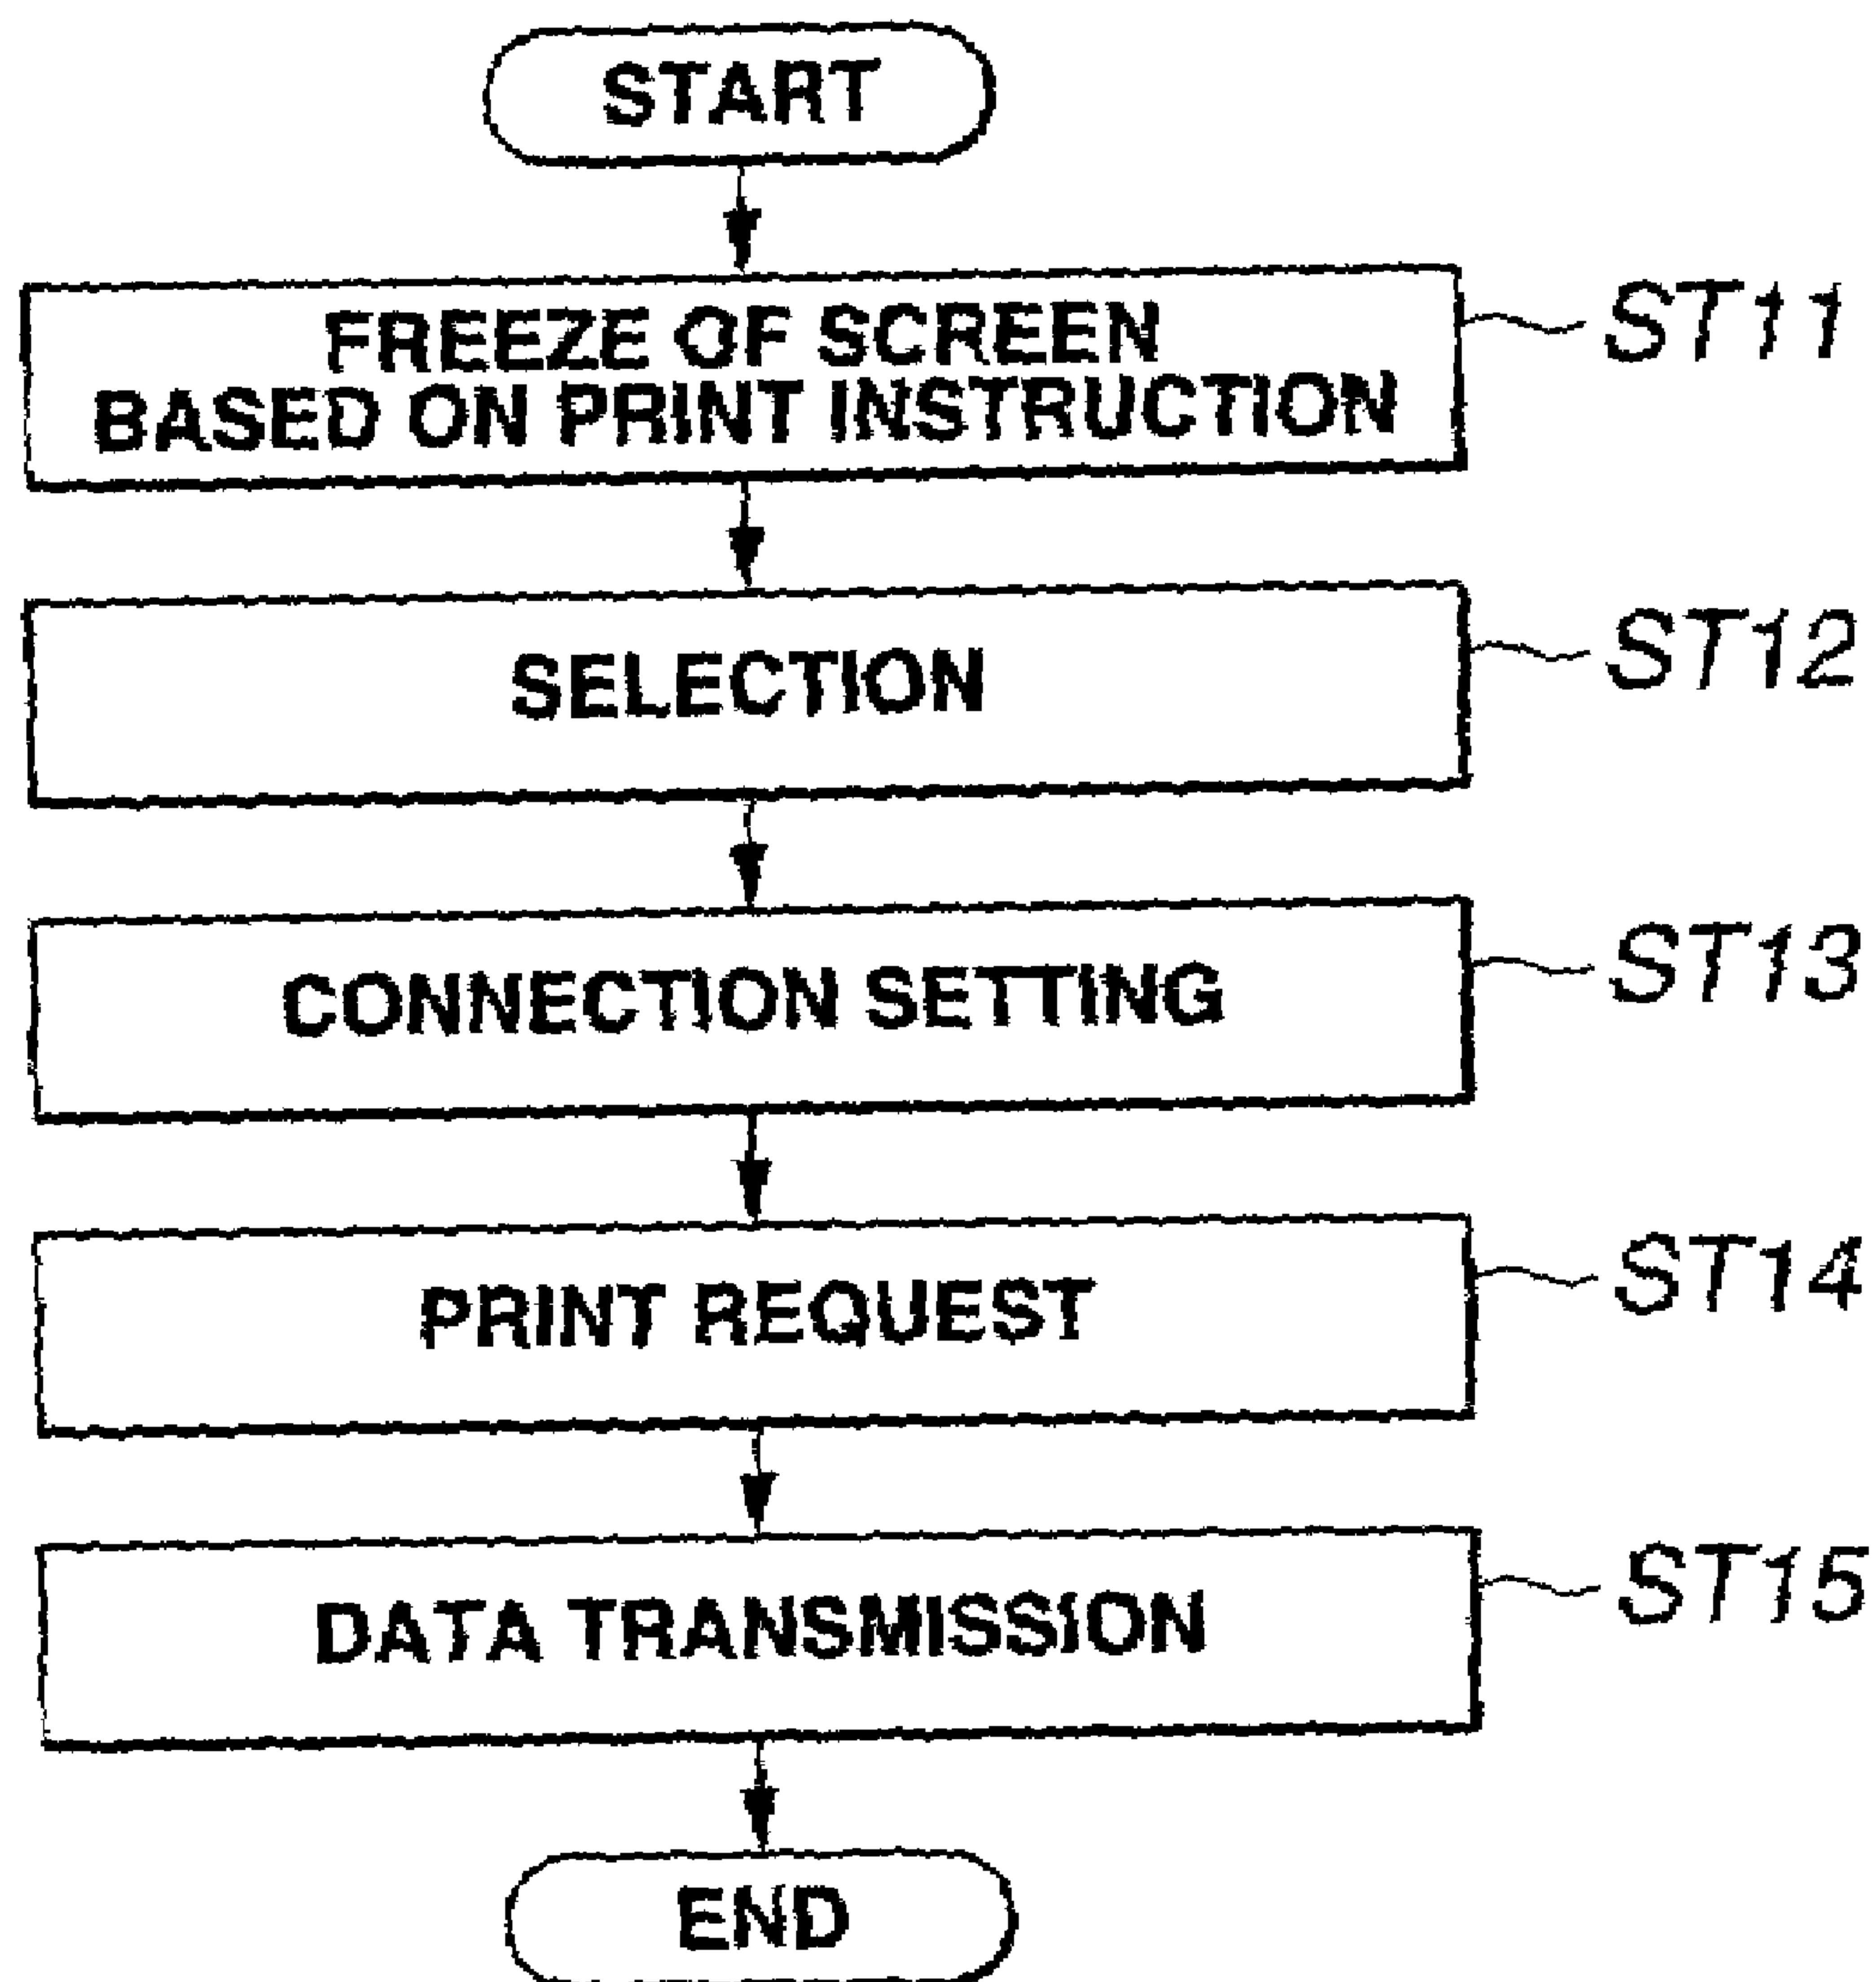 START
FREEZE OF SCREEN
BASED ON PRINT INSTRUCTION
ST11
SELECTION
ST12
CONNECTION SETTING
ST13
PRINT REQUEST
ST14
DATA TRANSMISSION
ST15
END